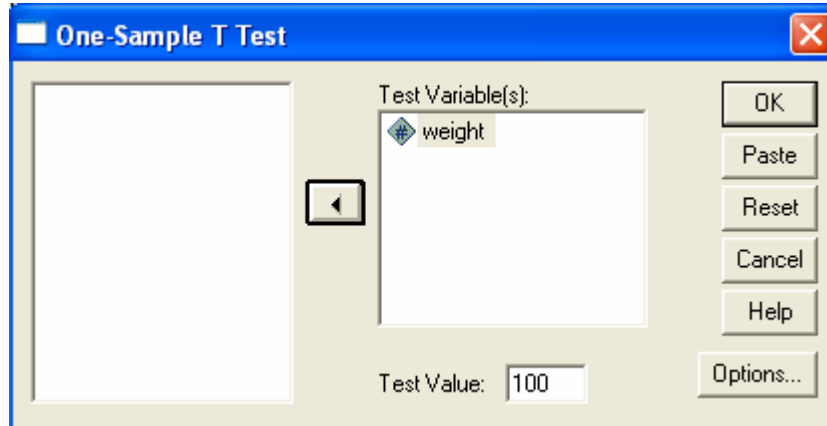 One-Sample T Test
Test Variable(s):
# weight
OK
Paste
Reset
Cancel
Help
Test Value: 100
Options...